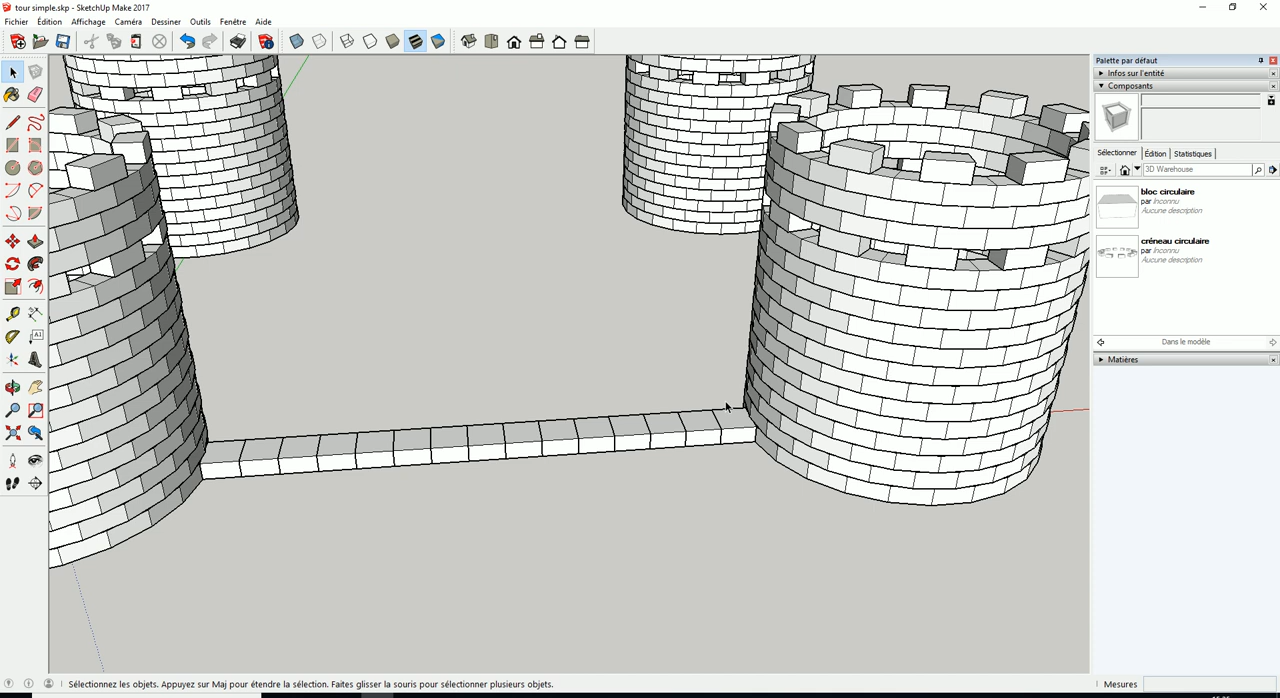 tour simple.skp - SketchUp Make 2017
Fichier Édition Affichage Caméra Dessiner Outils Fenêtre Aide
Palette par défaut
Infos sur l'entité
Composants
Sélectionner Édition Statistiques
3D Warehouse
bloc circulaire
par Inconnu
Aucune description
créneau circulaire
par Inconnu
Aucune description
Dans le modèle
Matières
A1
Sélectionnez les objets. Appuyez sur Maj pour étendre la sélection. Faites glisser la souris pour sélectionner plusieurs objets.
Mesures